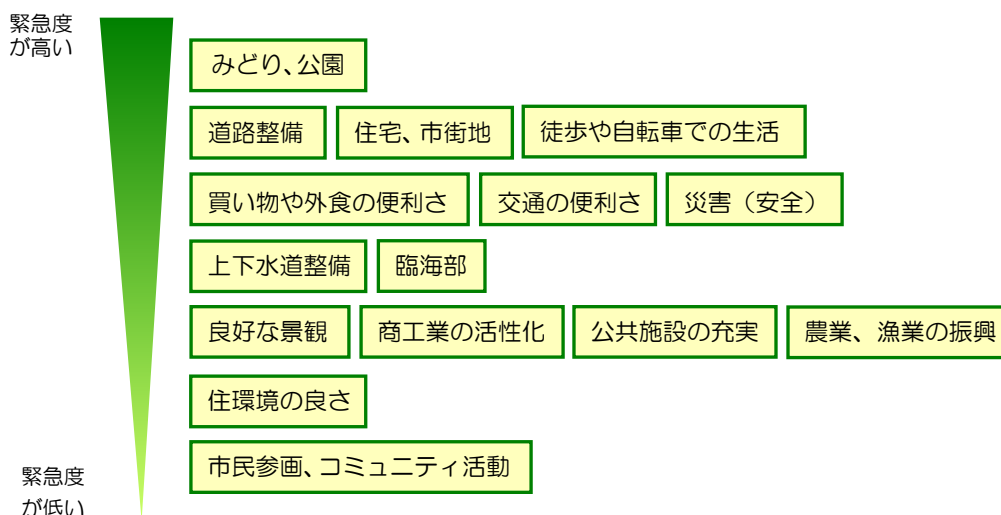 緊急度
が高い
みどり、公園
道路整備 住宅、市街地 徒歩や自転車での生活
買い物や外食の便利さ 交通の便利さ 災害（安全）
上下水道整備 臨海部
良好な景観 商工業の活性化 公共施設の充実 農業、漁業の振興
住環境の良さ
市民参画、コミュニティ活動
緊急度
が低い